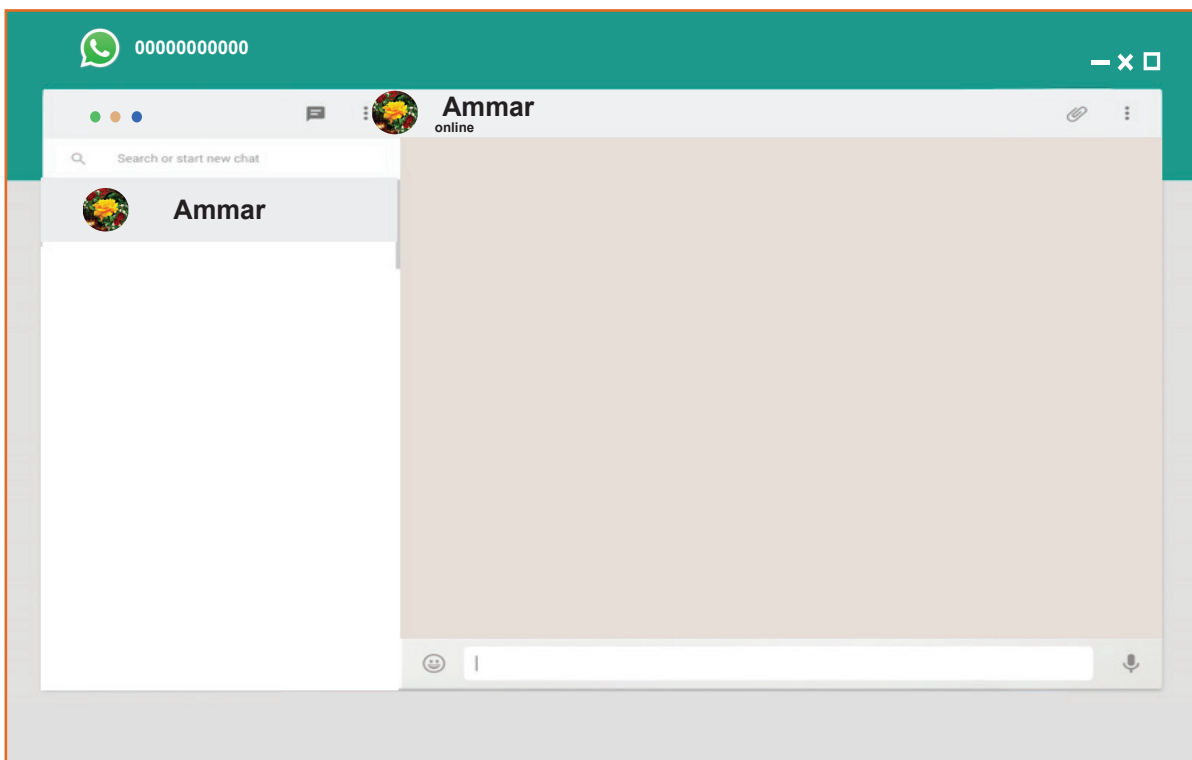 00000000000
Ammar
online
Search or start new chat
Ammar